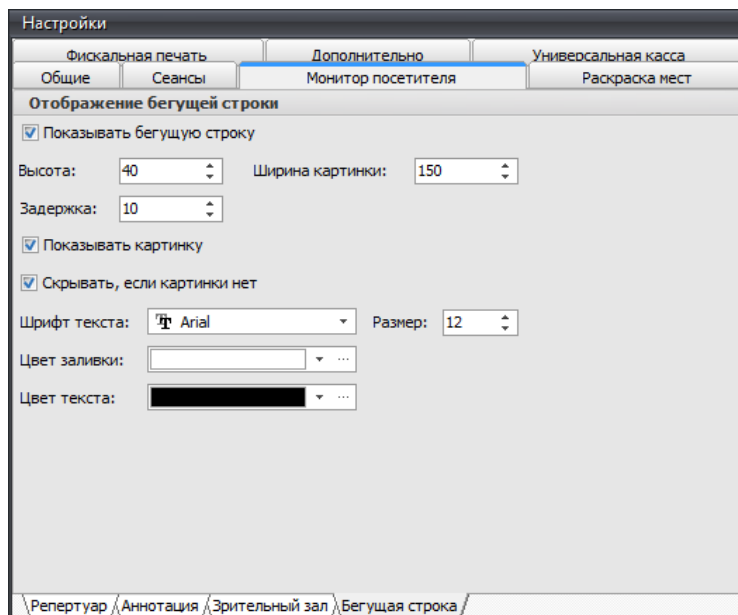 Настройки
Фискальная печать Дополнительно Универсальная касса
Общие Сеансы Монитор посетителя Раскраска мест
Отображение бегущей строки
Показывать бегущую строку
Высота: 40 Ширина картинки: 150
Задержка: 10
Показывать картинку
Скрывать, если картинки нет
Шрифт текста: Arial Размер: 12
Цвет заливки:
Цвет текста:
Репертуар Аннотация Зрительный зал Бегущая строка